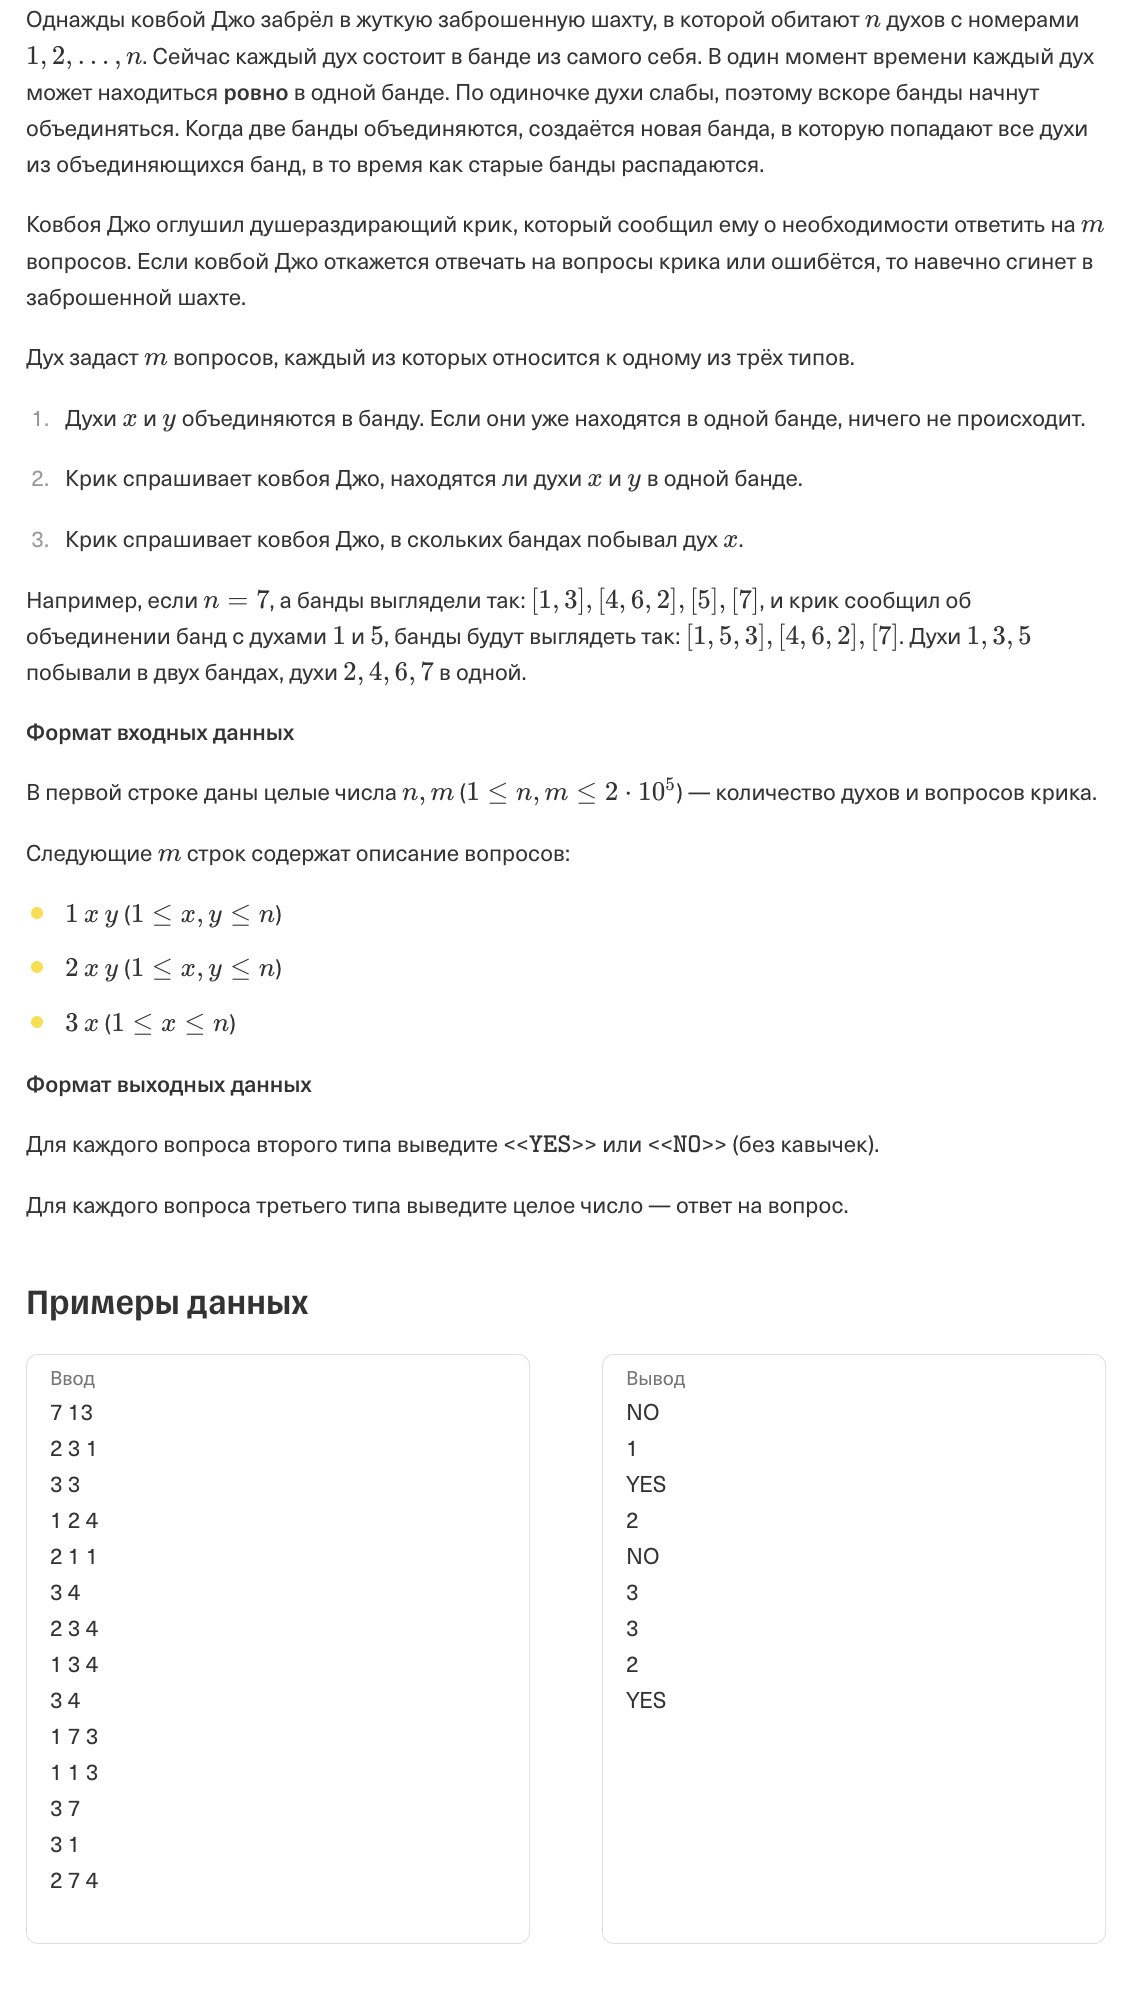 Однажды ковбой Джо забрёл в жуткую заброшенную шахту, в которой обитают n духов с номерами
1, 2, . . . , n. Сейчас каждый дух состоит в банде из самого себя. В один момент времени каждый дух
может находиться ровно в одной банде. По одиночке духи слабы, поэтому вскоре банды начнут
объединяться. Когда две банды объединяются, создаётся новая банда, в которую попадают все духи
из объединяющихся банд, в то время как старые банды распадаются.
Ковбоя Джо оглушил душераздирающий крик, который сообщил ему о необходимости ответить на m
вопросов. Если ковбой Джо откажется отвечать на вопросы крика или ошибётся, то навечно сгинет в
заброшенной шахте.
Дух задаст m вопросов, каждый из которых относится к одному из трёх типов.
1. Духи x и y объединяются в банду. Если они уже находятся в одной банде, ничего не происходит.
2. Крик спрашивает ковбоя Джо, находятся ли духи x и y в одной банде.
3. Крик спрашивает ковбоя Джо, в скольких бандах побывал дух x.
Например, если n = 7, а банды выглядели так: [1, 3], [4, 6, 2], [5], [7], и крик сообщил об
объединении банд с духами 1 и 5, банды будут выглядеть так: [1, 5, 3], [4, 6, 2], [7]. Духи 1, 3, 5
побывали в двух бандах, духи 2, 4, 6, 7 в одной.
Формат входных данных
В первой строке даны целые числа n, m (1 ≤ n, m ≤ 2 · 10⁵) — количество духов и вопросов крика.
Следующие m строк содержат описание вопросов:
1 x y (1 ≤ x, y ≤ n)
2 x y (1 ≤ x, y ≤ n)
3 x (1 ≤ x ≤ n)
Формат выходных данных
Для каждого вопроса второго типа выведите <<YES>> или <<NO>> (без кавычек).
Для каждого вопроса третьего типа выведите целое число — ответ на вопрос.
Примеры данных
Ввод
7 13
2 3 1
3 3
1 2 4
2 1 1
3 4
2 3 4
1 3 4
3 4
1 7 3
1 1 3
3 7
3 1
2 7 4
Вывод
NO
1
YES
2
NO
3
3
2
YES